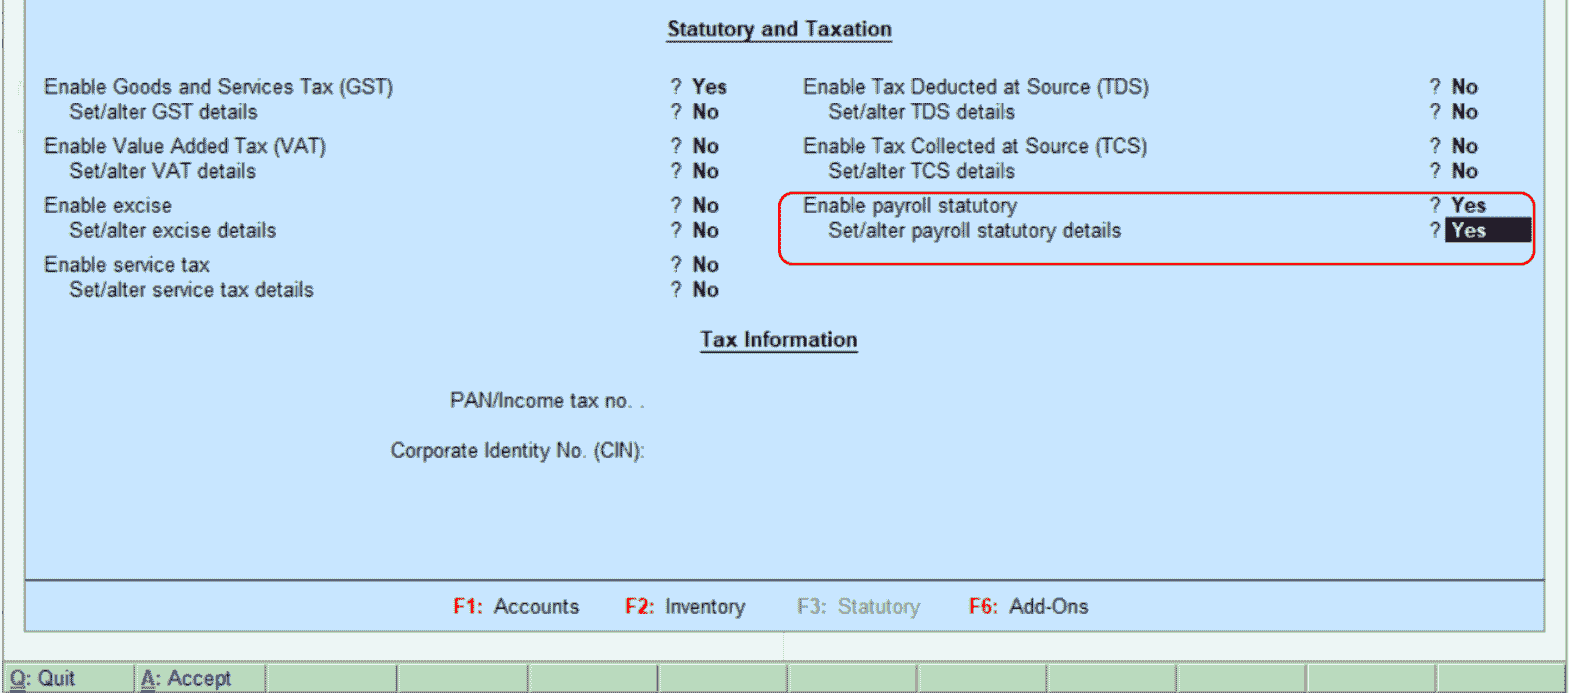 Statutory and Taxation
Enable Goods and Services Tax (GST) ? Yes Enable Tax Deducted at Source (TDS) ? No
Set/alter GST details ? No Set/alter TDS details ? No
Enable Value Added Tax (VAT) ? No Enable Tax Collected at Source (TCS) ? No
Set/alter VAT details ? No Set/alter TCS details ? No
Enable excise ? No Enable payroll statutory ? Yes
Set/alter excise details ? No Set/alter payroll statutory details ? Yes
Enable service tax ? No
Set/alter service tax details ? No
Tax Information
PAN/Income tax no. .
Corporate Identity No. (CIN):
F1: Accounts F2: Inventory F3: Statutory F6: Add-Ons
Q: Quit A: Accept